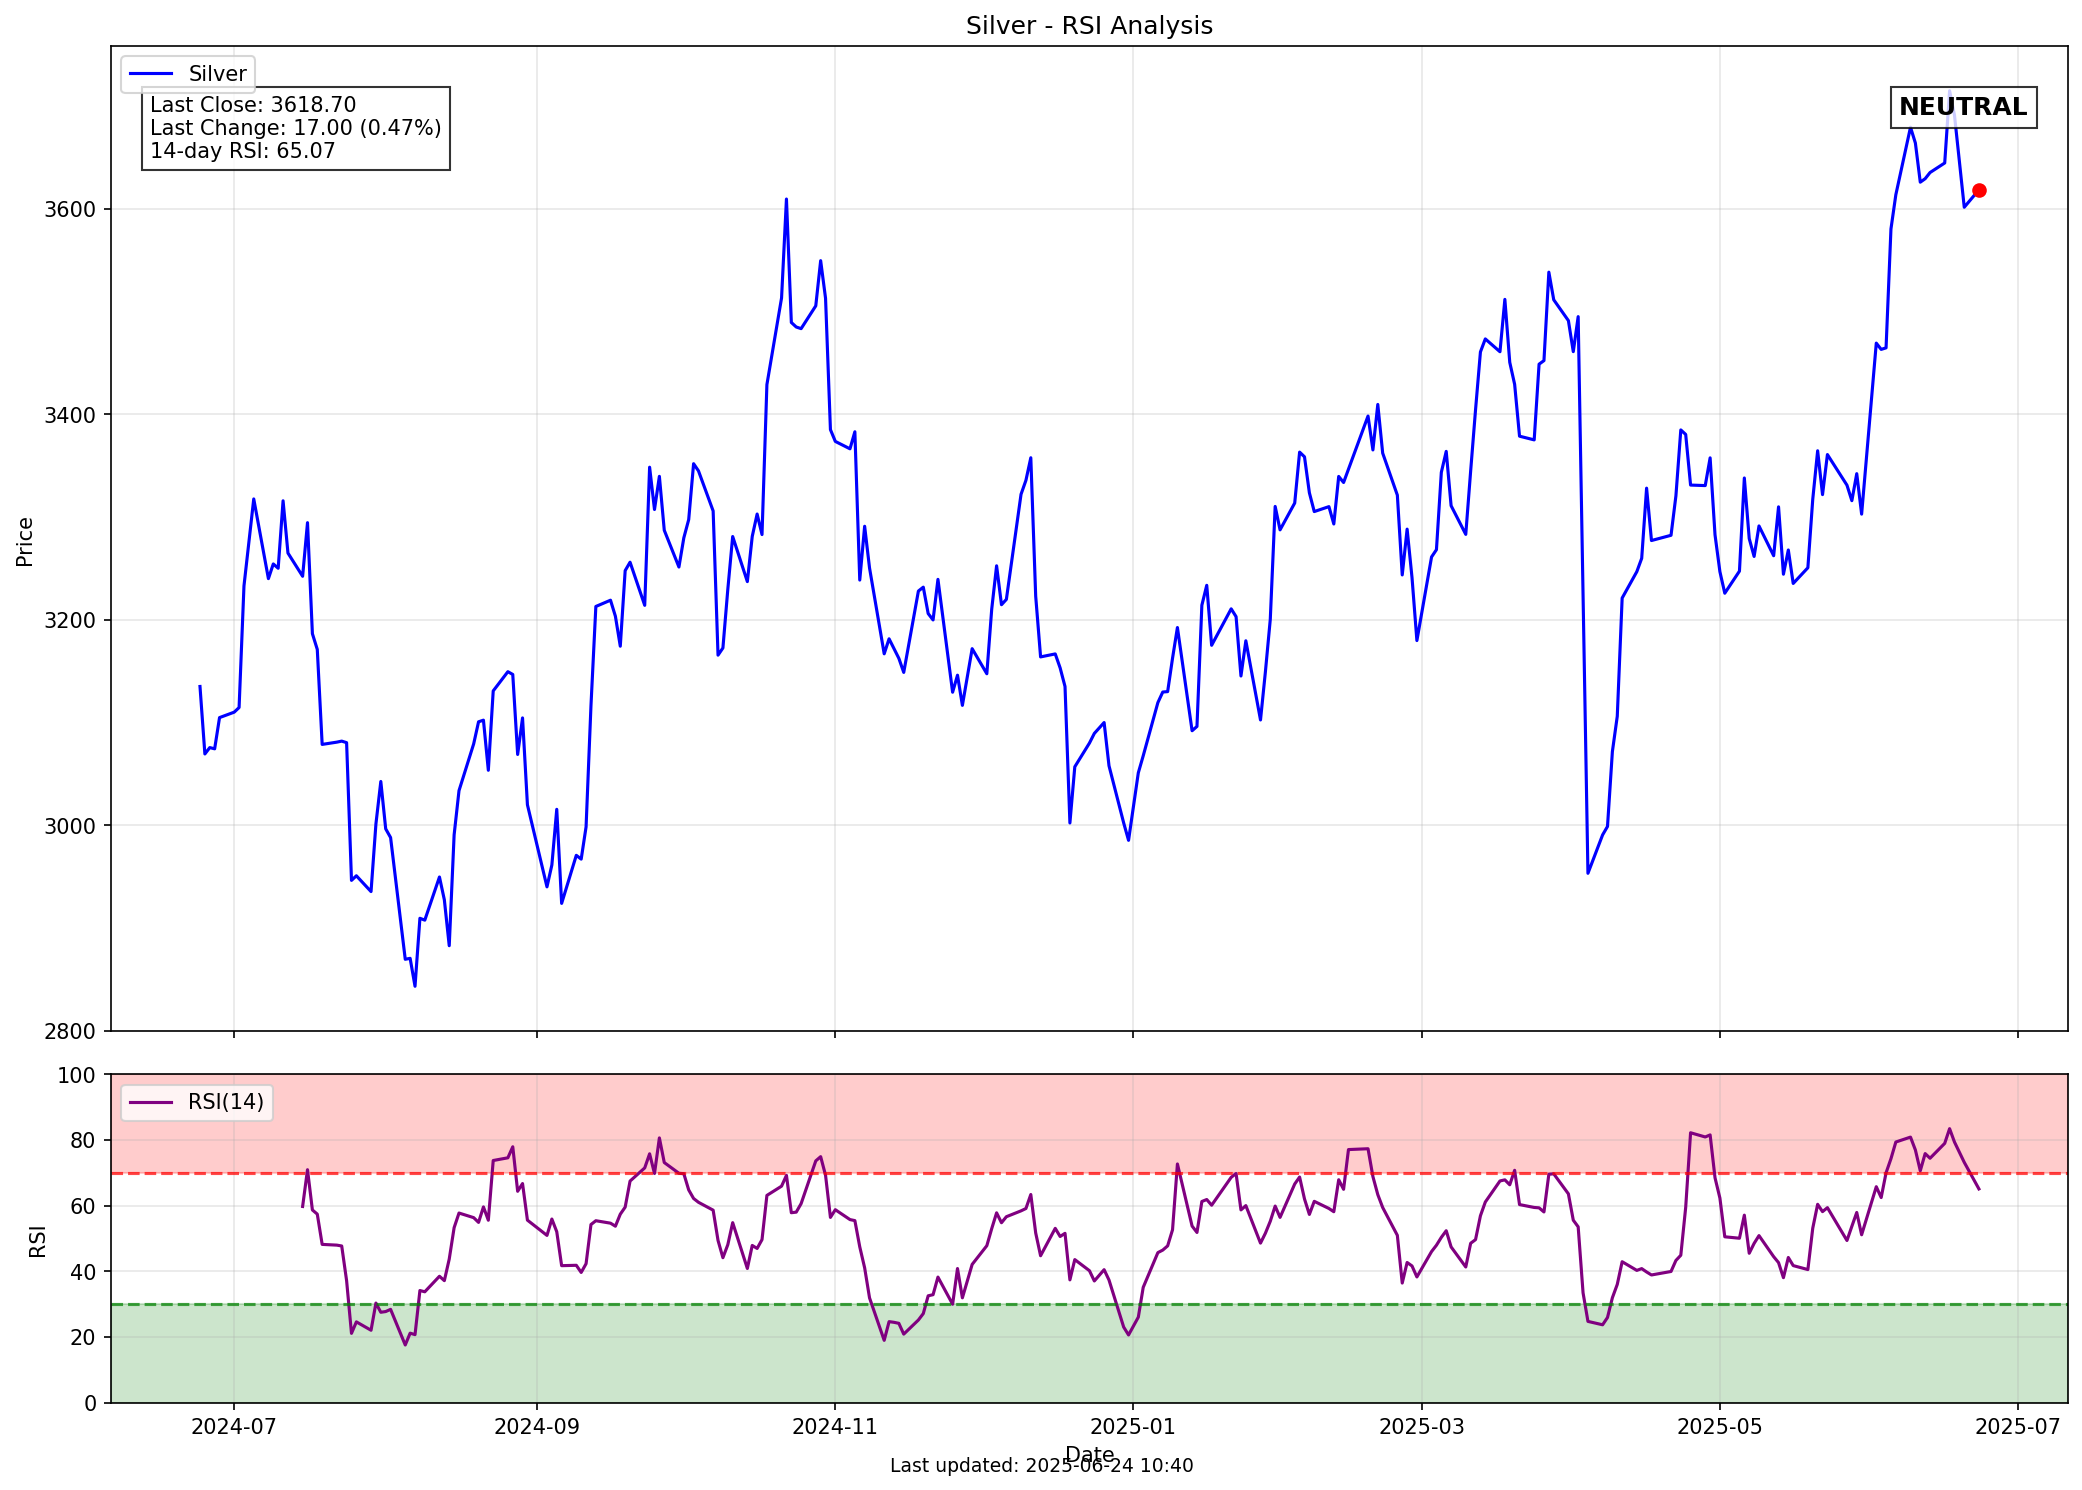 Silver - RSI Analysis
Silver
Last Close: 3618.70
Last Change: 17.00 (0.47%)
14-day RSI: 65.07
NEUTRAL
Price
3600
3400
3200
3000
2800
RSI(14)
RSI
100
80
60
40
20
0
2024-07
2024-09
2024-11
2025-01
2025-03
2025-05
2025-07
Date
Last updated: 2025-06-24 10:40